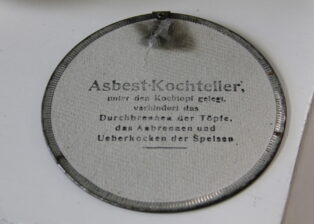 Asbest-Kochteller,
unter den Kochtopf gelegt,
verhindert das
Durchbrennen der Töpfe,
das Anbrennen und
Ueberkochen der Speisen